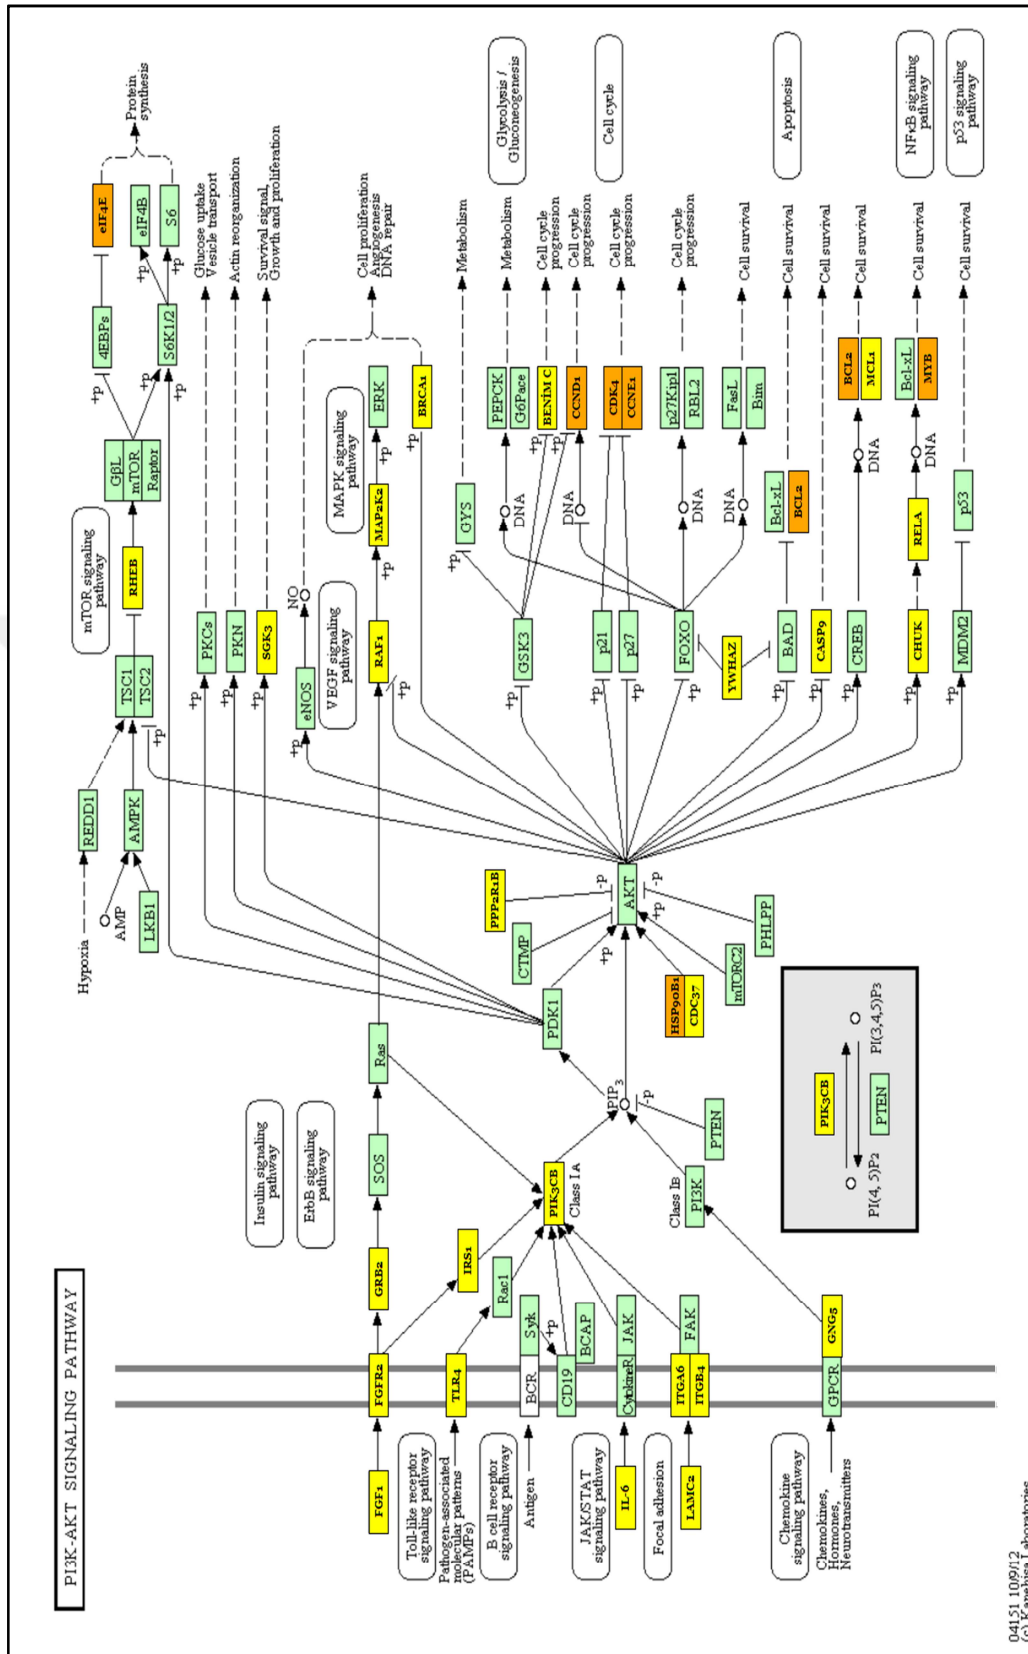 PI3K-AKT SIGNALING PATHWAY
FGF1
FGFR2
GRB2
SOS
Ras
Insulin signaling
pathway
ErbB signaling
pathway
IRS1
Toll-like receptor
signaling pathway
Pathogen-associated
molecular patterns
(PAMPs)
TLR4
Rac1
B cell receptor
signaling pathway
Antigen
BCR
Syk
+p
CD19
BCAP
PIK3CB
Class IA
JAK/STAT
signaling pathway
IL-6
CytokineR
JAK
Focal adhesion
LAMC2
ITGA6
ITGB4
FAK
Chemokine
signaling pathway
Chemokines,
Hormones,
Neurotransmitters
GPCR
GNG5
Class IB
PI3K
PIP3
-p
PTEN
PDK1
PIK3CB
PI(4, 5)P2
PI(3,4,5)P3
PTEN
CTMP
PPP2R1B
+p
-p
AKT
+p
-p
HSP90B1
CDC37
mTORC2
PHLPP
Hypoxia
REDD1
AMP
LKB1
AMPK
mTOR signaling
pathway
TSC1
TSC2
+p
RHEB
GβL
mTOR
Raptor
+p
4EBPs
eIF4E
+p
S6K1/2
+p
eIF4B
+p
S6
Protein
synthesis
+p
PKCs
Glucose uptake
Vesicle transport
+p
PKN
Actin reorganization
+p
SGK3
Survival signal,
Growth and proliferation
+p
eNOS
NO
VEGF signaling
pathway
MAPK signaling
pathway
RAF1
+p
+p
MAP2K2
+p
ERK
+p
BRCA1
Cell proliferation
Angiogenesis
DNA repair
+p
GYS
Metabolism
+p
GSK3
DNA
PEPCK
G6Pace
Metabolism
Glycolysis /
Gluconeogenesis
+p
BENİM C
Cell cycle
progression
+p
DNA
CCND1
Cell cycle
progression
Cell cycle
+p
p21
+p
p27
CDK4
CCNE1
Cell cycle
progression
+p
FOXO
DNA
p27Kip1
RBL2
Cell cycle
progression
YWHAZ
DNA
FasL
Bim
Cell survival
+p
BAD
Bcl-xL
BCL2
Cell survival
Apoptosis
+p
CASP9
Cell survival
+p
CREB
DNA
BCL2
MCL1
Cell survival
+p
CHUK
RELA
DNA
Bcl-xL
MYB
Cell survival
NFκB signaling
pathway
+p
MDM2
p53
Cell survival
p53 signaling
pathway
04151 10/9/12
(c) Kanehisa Laboratories